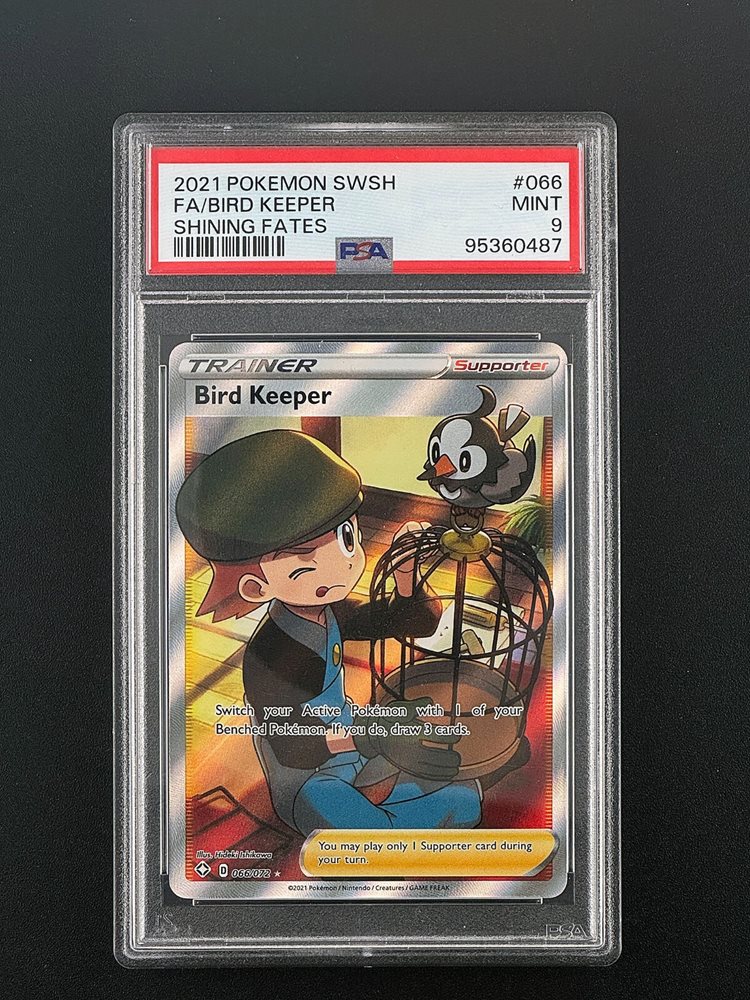 2021 POKEMON SWSH #066
FA/BIRD KEEPER MINT
SHINING FATES 9
PSA 95360487
TRAINER Supporter
Bird Keeper
Switch your Active Pokémon with 1 of your
Benched Pokémon. If you do, draw 3 cards.
You may play only 1 Supporter card during
your turn.
Illus. Hideki Ishikawa
D 066/072
©2021 Pokémon / Nintendo / Creatures / GAME FREAK
PSA